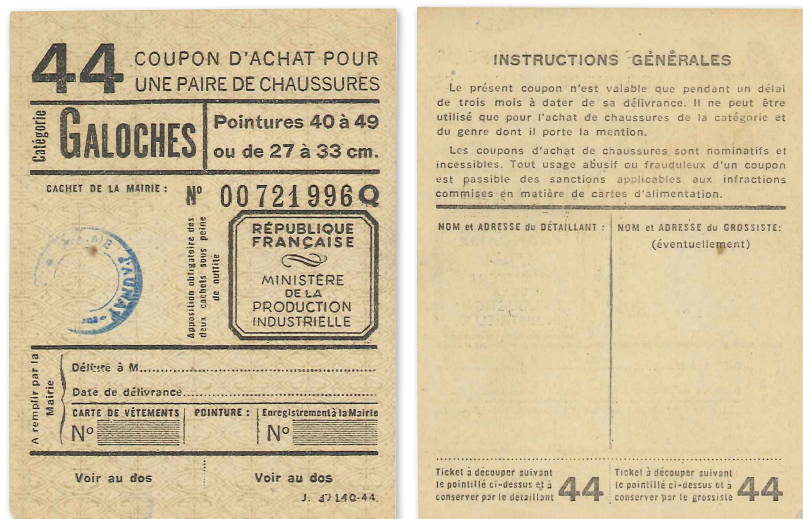 44 COUPON D'ACHAT POUR
UNE PAIRE DE CHAUSSURES
Catégorie
GALOCHES
Pointures 40 à 49
ou de 27 à 33 cm.
CACHET DE LA MAIRIE :
Nº 00721996Q
Apposition obligatoire des
deux cachets sous peine
de nullité
RÉPUBLIQUE
FRANÇAISE
MINISTÈRE
DE LA
PRODUCTION
INDUSTRIELLE
A remplir par la
Mairie
Délivré à M
Date de délivrance
CARTE DE VÊTEMENTS
Nº
POINTURE :
Enregistrement à la Mairie
Nº
Voir au dos
Voir au dos
J. 37140-44.
INSTRUCTIONS GÉNÉRALES
Le présent coupon n'est valable que pendant un délai
de trois mois à dater de sa délivrance. Il ne peut être
utilisé que pour l'achat de chaussures de la catégorie et
du genre dont il porte la mention.
Les coupons d'achat de chaussures sont nominatifs et
incessibles. Tout usage abusif ou frauduleux d'un coupon
est passible des sanctions applicables aux infractions
commises en matière de cartes d'alimentation.
NOM et ADRESSE du DÉTAILLANT :
NOM et ADRESSE du GROSSISTE:
(éventuellement)
Ticket à découper suivant
le pointillé ci-dessus et à
conserver par le détaillant
44
Ticket à découper suivant
le pointillé ci-dessus et à
conserver par le grossiste
44